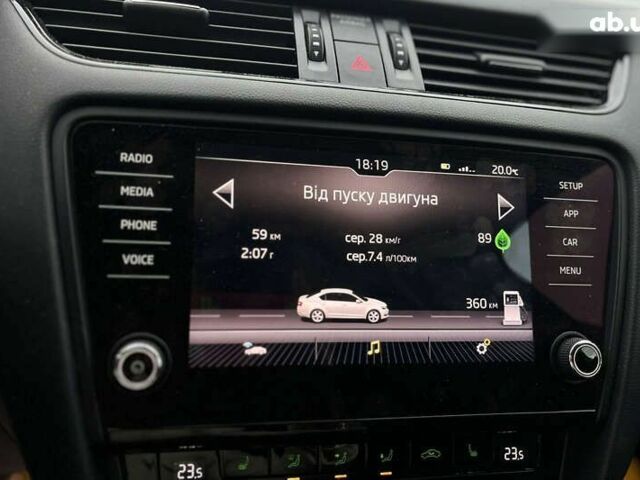 ab.u
18:19
20.0°C
RADIO
MEDIA
PHONE
VOICE
SETUP
APP
CAR
MENU
Від пуску двигуна
59 км
сер. 28 км/г
89
2:07 г
сер.7.4 л/100км
360 км
23.5
23.5